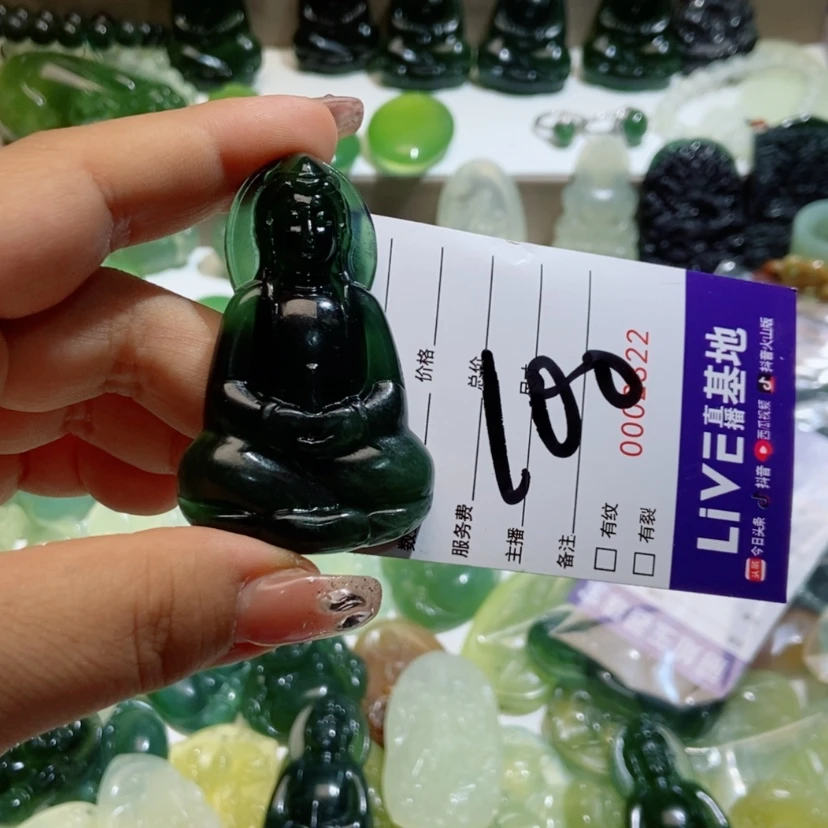 价格
总价
服务费
主播
备注
有纹
有裂
18
LiVE直播基地
今日头条 抖音 西瓜视频 抖音火山版